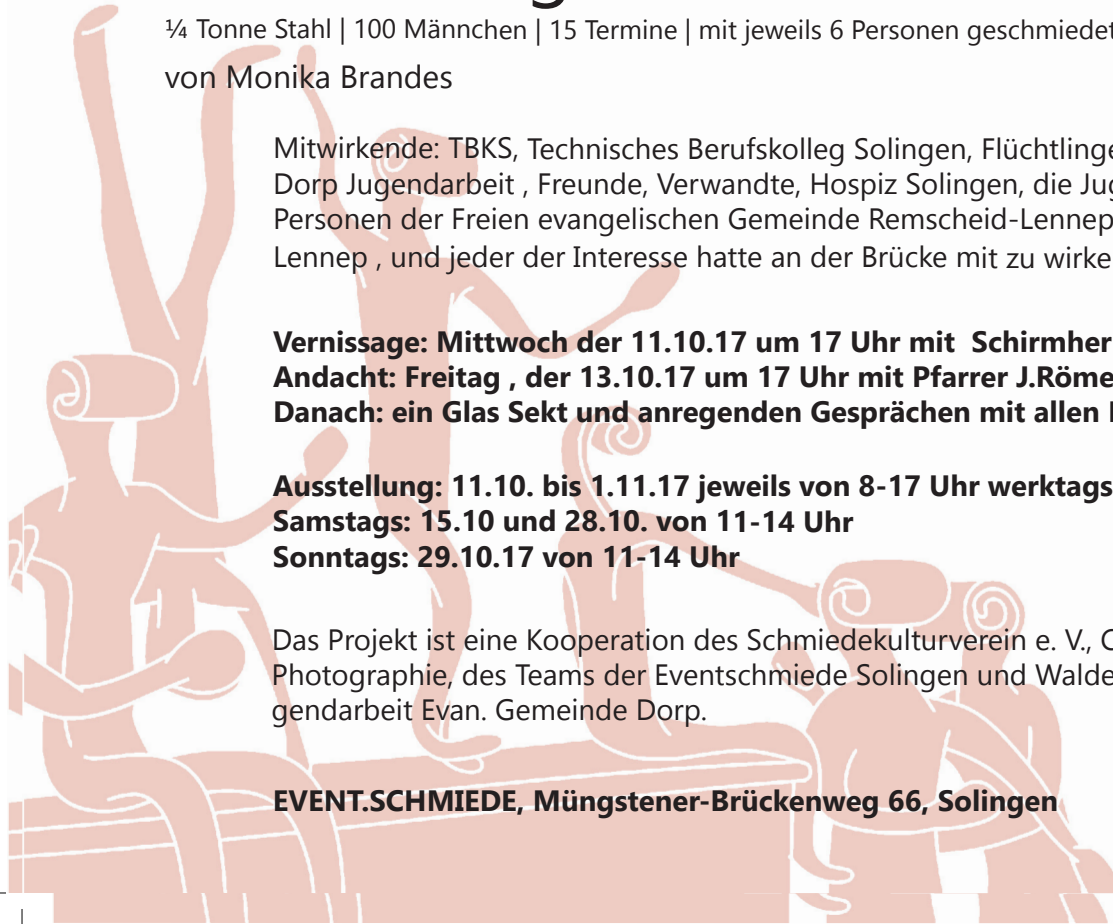 ¼ Tonne Stahl | 100 Männchen | 15 Termine | mit jeweils 6 Personen geschmiedet
von Monika Brandes
Mitwirkende: TBKS, Technisches Berufskolleg Solingen, Flüchtlinge
Dorp Jugendarbeit , Freunde, Verwandte, Hospiz Solingen, die Jug
Personen der Freien evangelischen Gemeinde Remscheid-Lennep
Lennep , und jeder der Interesse hatte an der Brücke mit zu wirke
Vernissage: Mittwoch der 11.10.17 um 17 Uhr mit Schirmher
Andacht: Freitag , der 13.10.17 um 17 Uhr mit Pfarrer J.Röme
Danach: ein Glas Sekt und anregenden Gesprächen mit allen
Ausstellung: 11.10. bis 1.11.17 jeweils von 8-17 Uhr werktags
Samstags: 15.10 und 28.10. von 11-14 Uhr
Sonntags: 29.10.17 von 11-14 Uhr
Das Projekt ist eine Kooperation des Schmiedekulturverein e. V.,
Photographie, des Teams der Eventschmiede Solingen und Walde
gendarbeit Evan. Gemeinde Dorp.
EVENT.SCHMIEDE, Müngstener-Brückenweg 66, Solingen